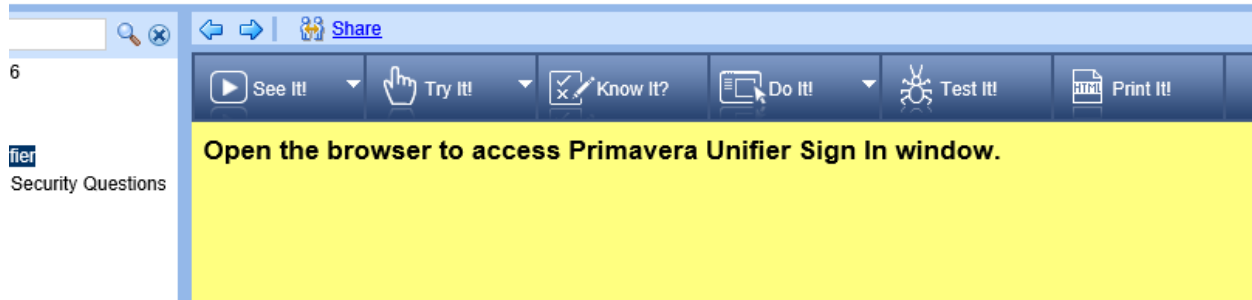 Share
6
See It!
Try It!
Know It?
Do It!
Test It!
HTML
Print It!
fier
Security Questions
Open the browser to access Primavera Unifier Sign In window.